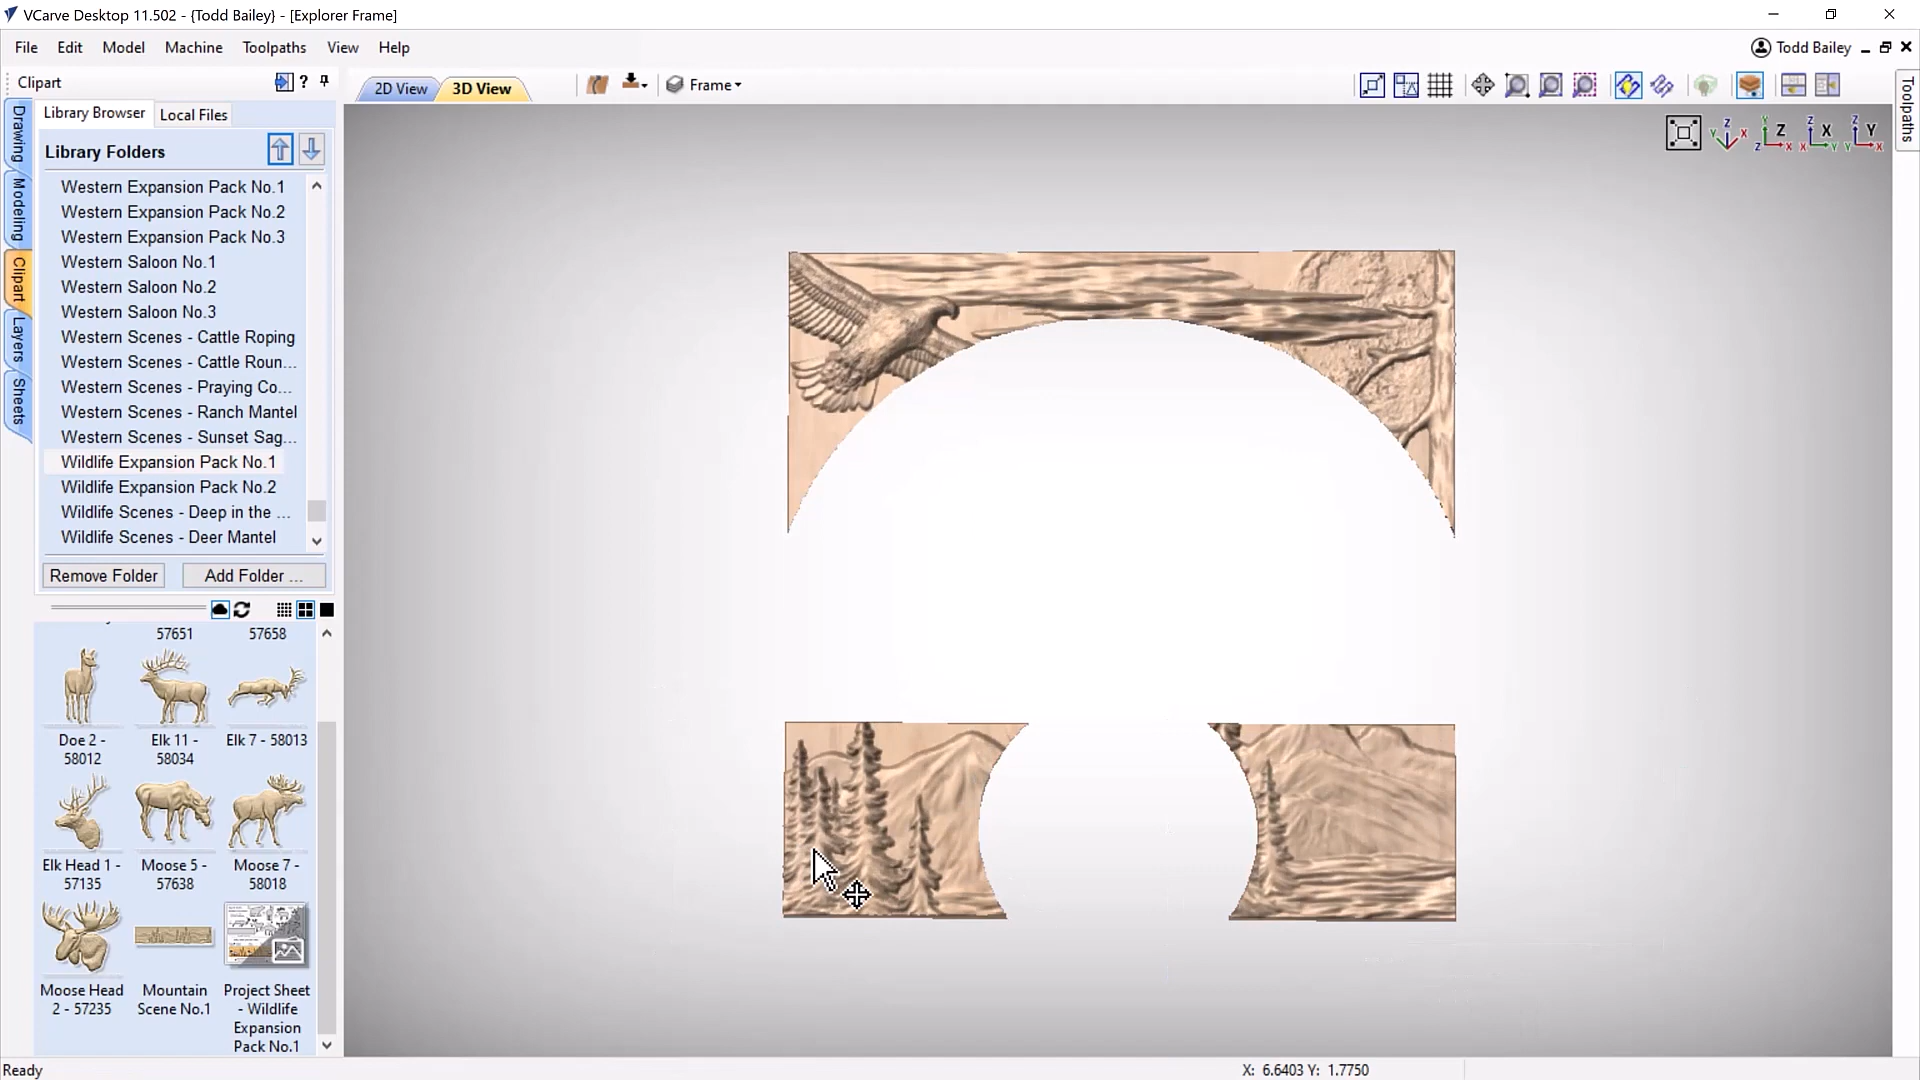 VCarve Desktop 11.502 - {Todd Bailey} - [Explorer Frame]
File Edit Model Machine Toolpaths View Help
Todd Bailey
Clipart
2D View
3D View
Frame
Library Browser
Local Files
Library Folders
Drawing
Modeling
Clipart
Layers
Sheets
Toolpaths
Western Expansion Pack No.1
Western Expansion Pack No.2
Western Expansion Pack No.3
Western Saloon No.1
Western Saloon No.2
Western Saloon No.3
Western Scenes - Cattle Roping
Western Scenes - Cattle Roun...
Western Scenes - Praying Co...
Western Scenes - Ranch Mantel
Western Scenes - Sunset Sag...
Wildlife Expansion Pack No.1
Wildlife Expansion Pack No.2
Wildlife Scenes - Deep in the ...
Wildlife Scenes - Deer Mantel
Remove Folder
Add Folder ...
57651
57658
Doe 2 -
58012
Elk 11 -
58034
Elk 7 - 58013
Elk Head 1 -
57135
Moose 5 -
57638
Moose 7 -
58018
Moose Head
2 - 57235
Mountain
Scene No.1
Project Sheet
- Wildlife
Expansion
Pack No.1
Z
Y X
Y
Z
Z X
Z
X
X Y
Z
Y
Y X
Ready
X: 6.6403 Y: 1.7750